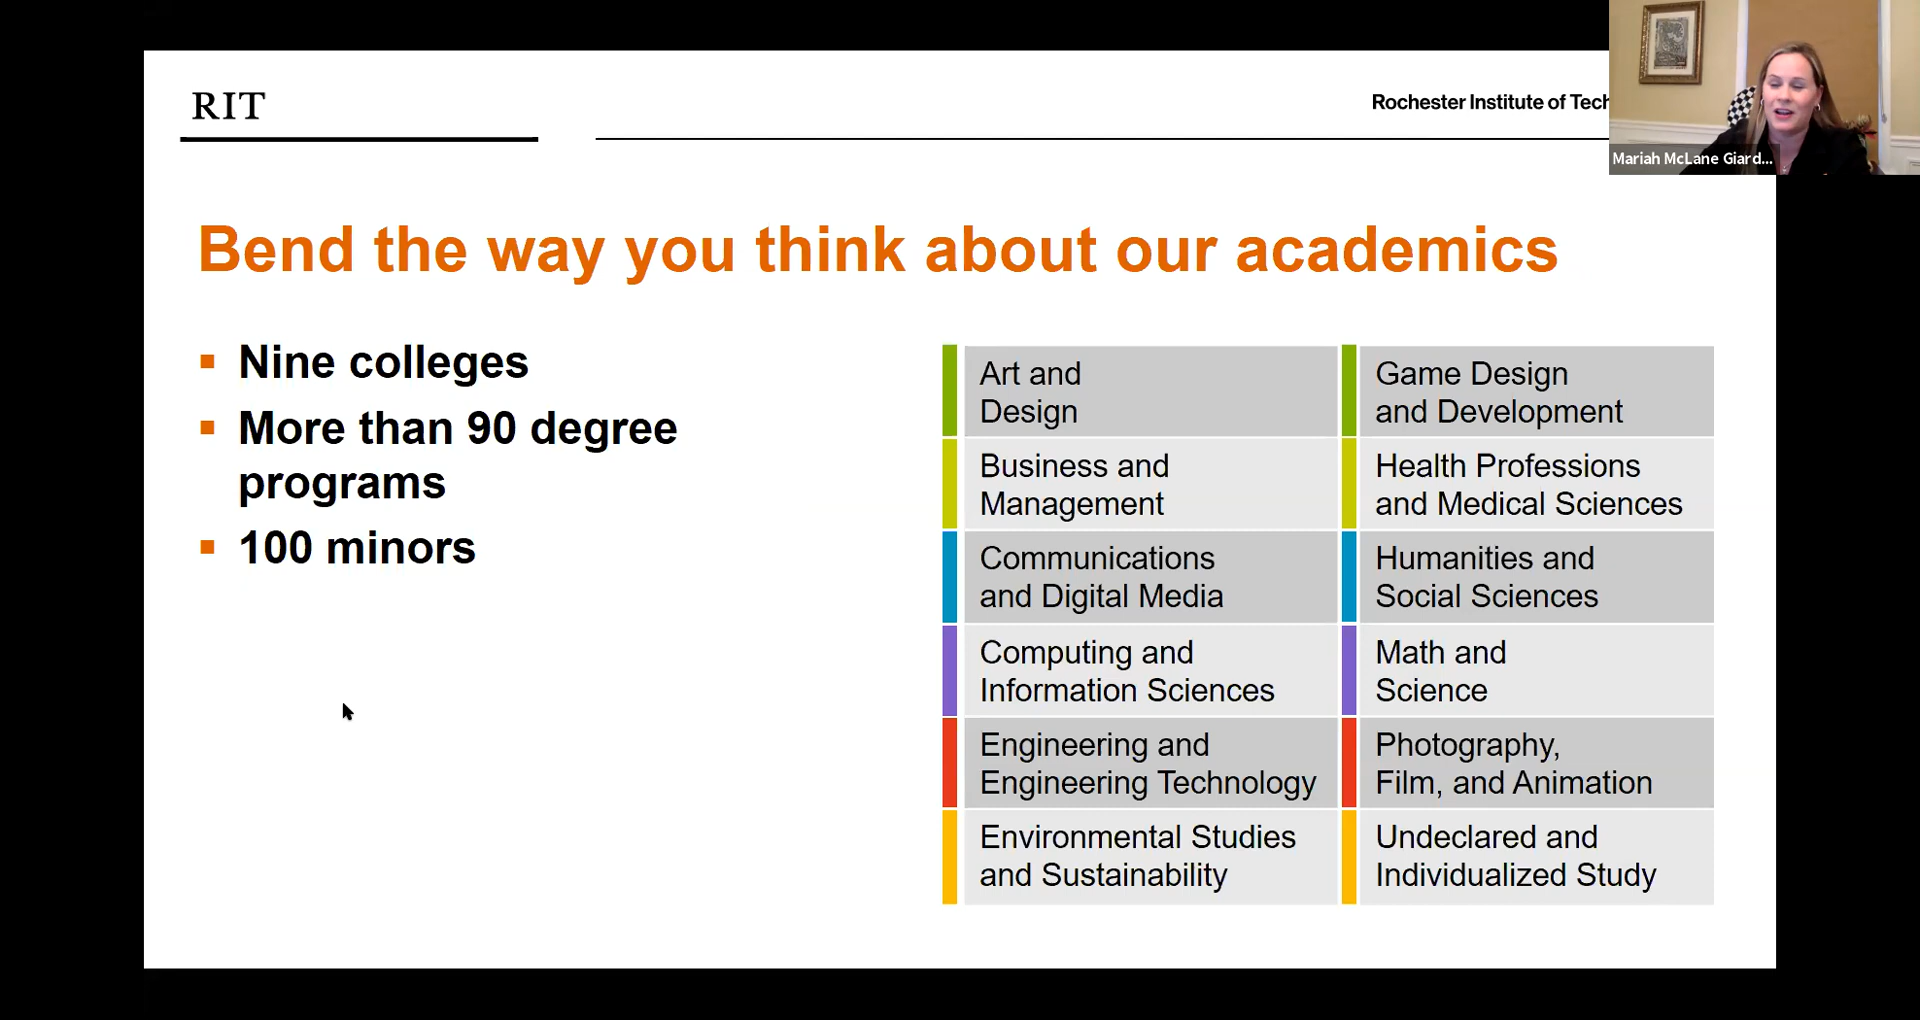 RIT
Rochester Institute of Tech
Mariah McLane Giard...
Bend the way you think about our academics
Nine colleges
More than 90 degree
programs
100 minors
Art and
Design
Game Design
and Development
Business and
Management
Health Professions
and Medical Sciences
Communications
and Digital Media
Humanities and
Social Sciences
Computing and
Information Sciences
Math and
Science
Engineering and
Engineering Technology
Photography,
Film, and Animation
Environmental Studies
and Sustainability
Undeclared and
Individualized Study